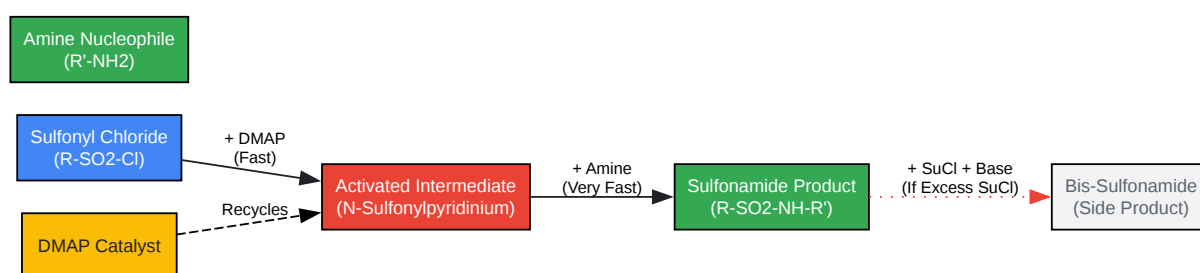 Amine Nucleophile
(R'-NH2)
Sulfonyl Chloride
(R-SO2-Cl)
+ DMAP
(Fast)
DMAP Catalyst
Recycles
Activated Intermediate
(N-Sulfonylpyridinium)
+ Amine
(Very Fast)
Sulfonamide Product
(R-SO2-NH-R')
+ SuCl + Base
(If Excess SuCl)
Bis-Sulfonamide
(Side Product)